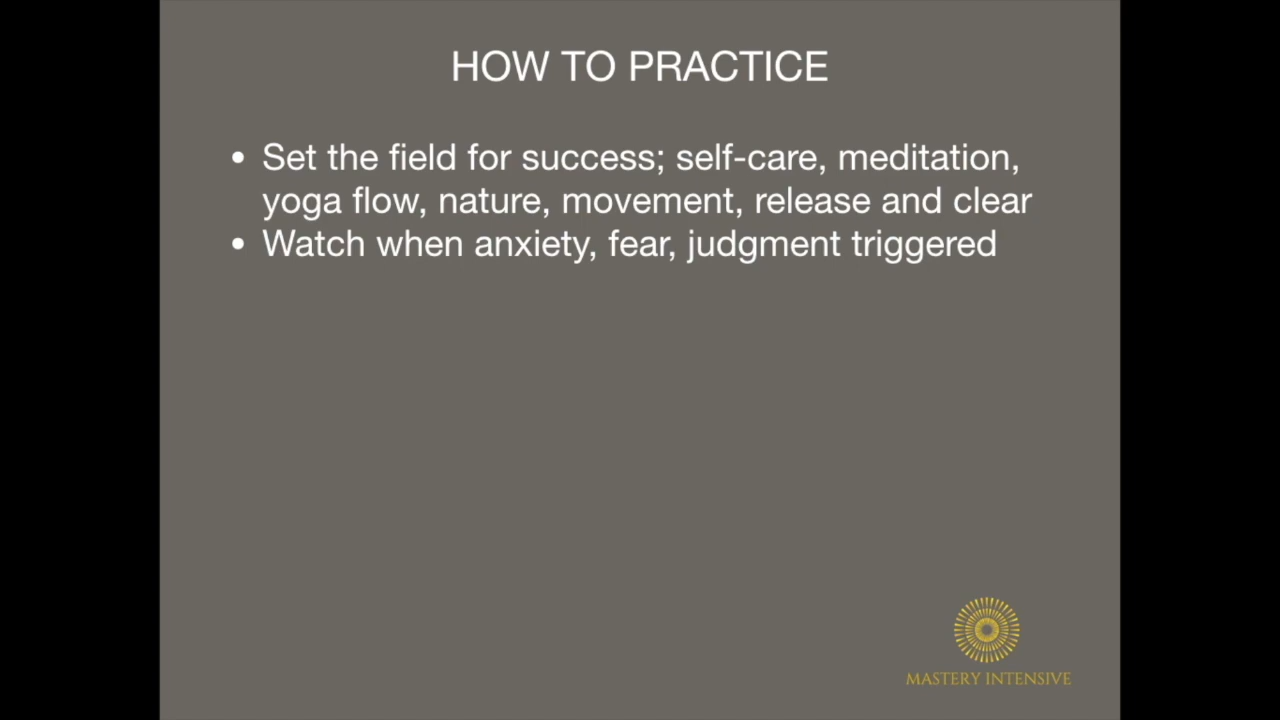 HOW TO PRACTICE
• Set the field for success; self-care, meditation,
yoga flow, nature, movement, release and clear
• Watch when anxiety, fear, judgment triggered
MASTERY INTENSIVE